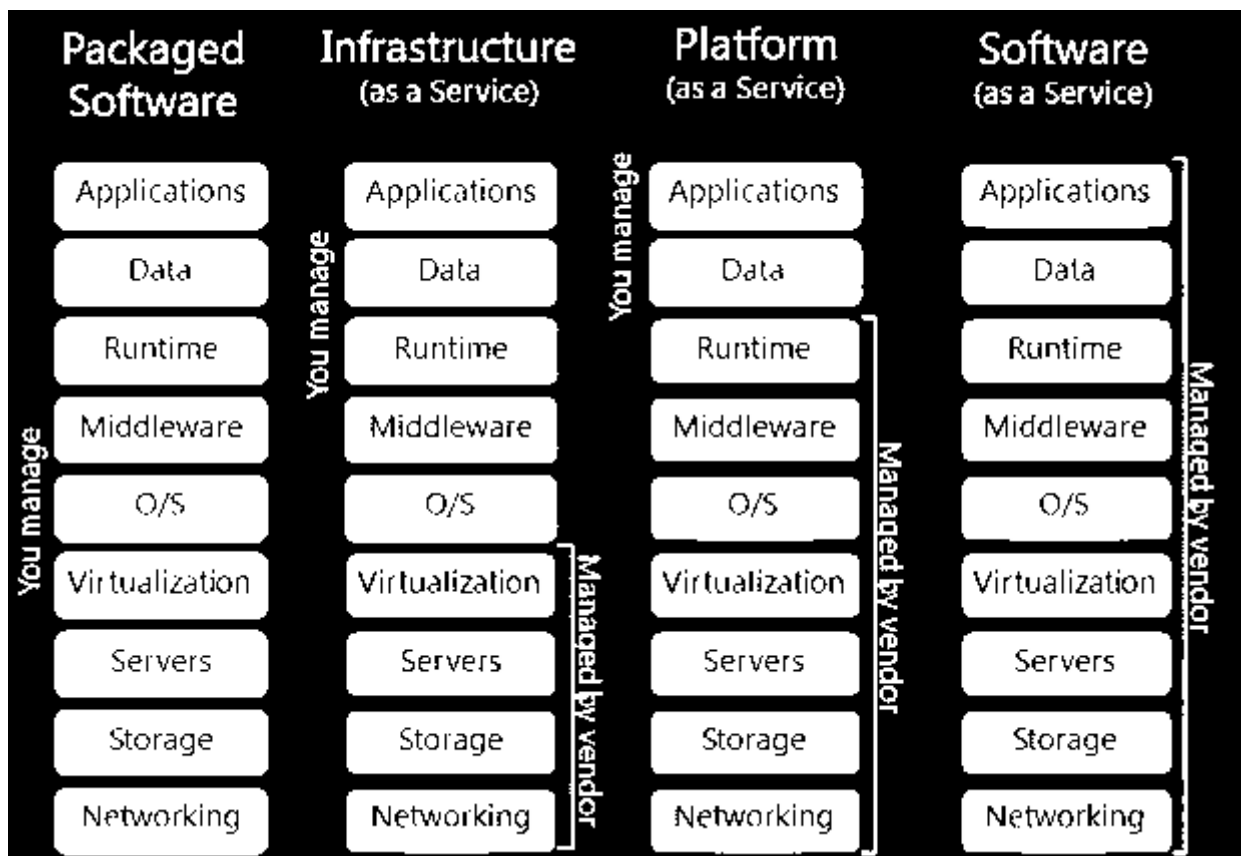 Packaged
Software
You manage
Applications
Data
Runtime
Middleware
O/S
Virtualization
Servers
Storage
Networking
Infrastructure
(as a Service)
You manage
Applications
Data
Runtime
Middleware
O/S
Virtualization
Servers
Storage
Networking
Managed by vendor
Platform
(as a Service)
You manage
Applications
Data
Runtime
Middleware
O/S
Virtualization
Servers
Storage
Networking
Managed by vendor
Software
(as a Service)
Applications
Data
Runtime
Middleware
O/S
Virtualization
Servers
Storage
Networking
Managed by vendor